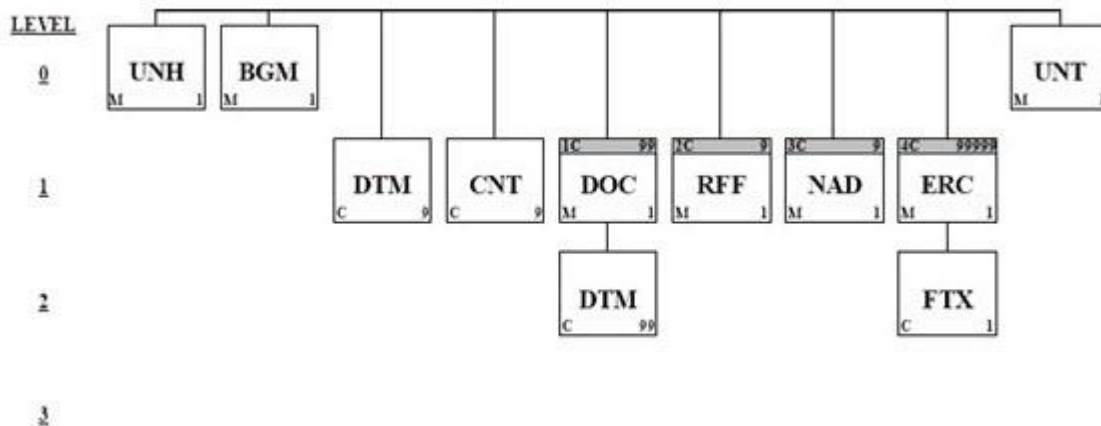 LEVEL
0
UNH
M 1
BGM
M 1
UNT
M 1
1
DTM
C 9
CNT
C 9
1C 99
DOC
M 1
2C 9
RFF
M 1
3C 9
NAD
M 1
4C 99999
ERC
M 1
2
DTM
C 99
FTX
C 1
3